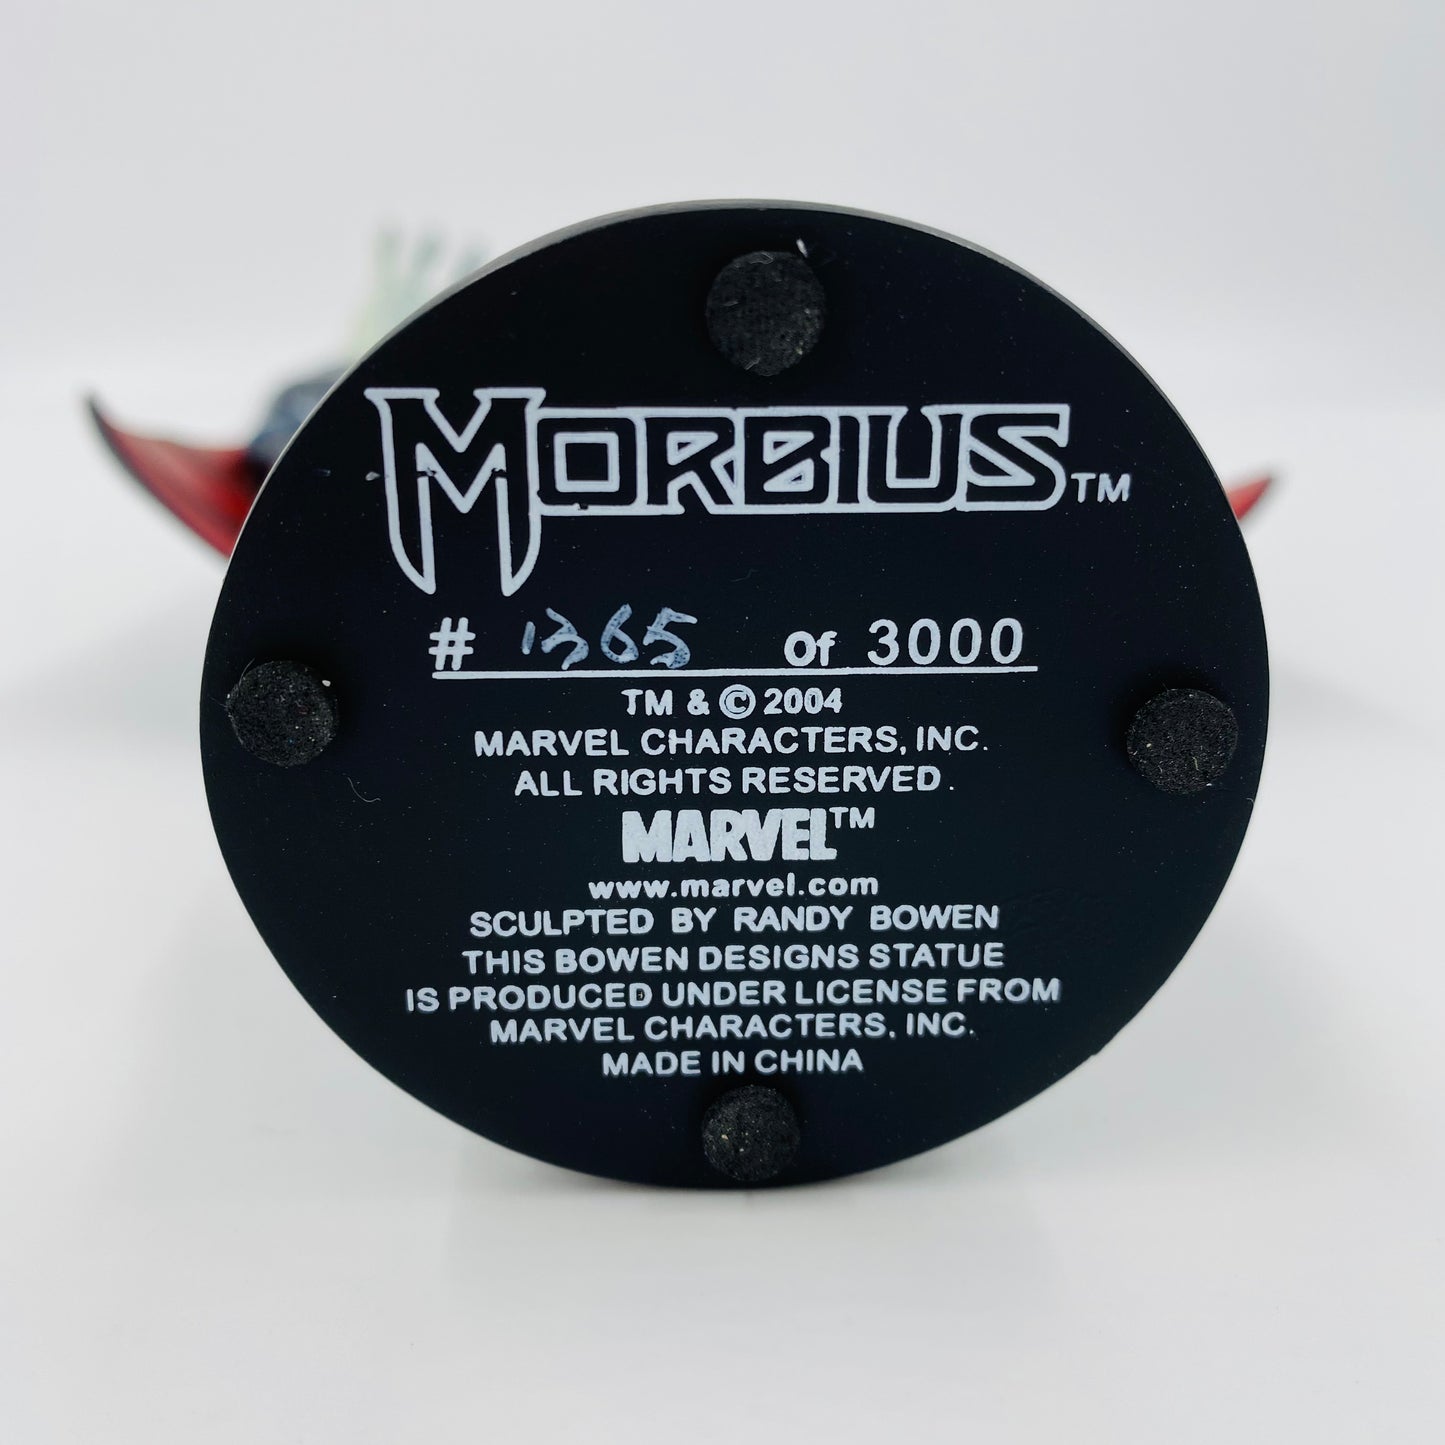 MORBIUS™
# 1365 of 3000
TM & © 2004
MARVEL CHARACTERS, INC.
ALL RIGHTS RESERVED.
MARVEL™
www.marvel.com
SCULPTED BY RANDY BOWEN
THIS BOWEN DESIGNS STATUE
IS PRODUCED UNDER LICENSE FROM
MARVEL CHARACTERS, INC.
MADE IN CHINA